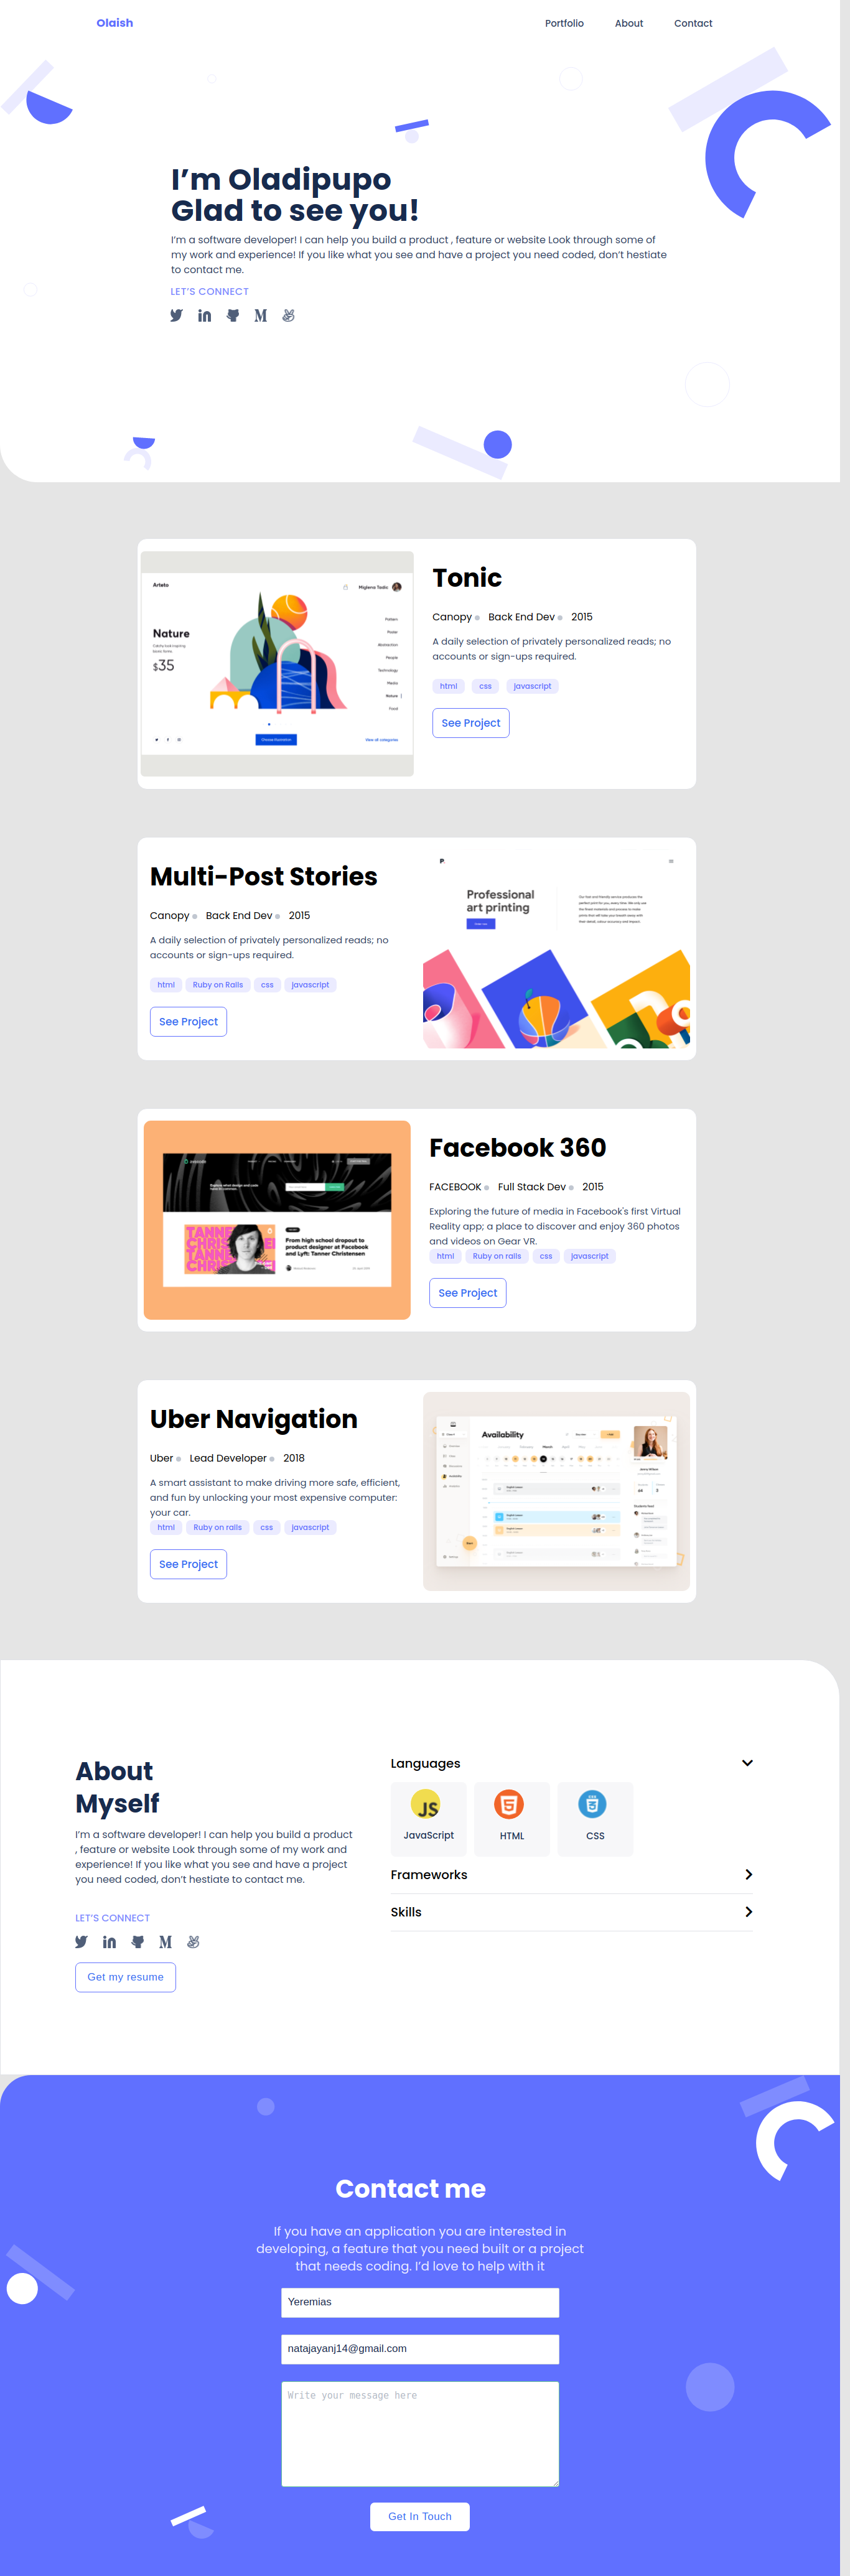 Olaish
Portfolio About Contact
I'm Oladipupo
Glad to see you!
I'm a software developer! I can help you build a product , feature or website Look through some of
my work and experience! If you like what you see and have a project you need coded, don't hestiate
to contact me.
LET'S CONNECT
Arteto
Miglena Tadic
Nature
$35
Pattern
Poster
Abstraction
People
Technology
Media
Nature
Food
View all categories
Tonic
Canopy Back End Dev 2015
A daily selection of privately personalized reads; no
accounts or sign-ups required.
html css javascript
See Project
Multi-Post Stories
Canopy Back End Dev 2015
A daily selection of privately personalized reads; no
accounts or sign-ups required.
html Ruby on Rails css javascript
See Project
P.
Professional
art printing
From high school dropout to
product designer at Facebook
and Lyft: Tanner Christensen
Facebook 360
FACEBOOK Full Stack Dev 2015
Exploring the future of media in Facebook's first Virtual
Reality app; a place to discover and enjoy 360 photos
and videos on Gear VR.
html Ruby on rails css javascript
See Project
Uber Navigation
Uber Lead Developer 2018
A smart assistant to make driving more safe, efficient,
and fun by unlocking your most expensive computer:
your car.
html Ruby on rails css javascript
See Project
Availability
About
Myself
I'm a software developer! I can help you build a product
, feature or website Look through some of my work and
experience! If you like what you see and have a project
you need coded, don't hestiate to contact me.
LET'S CONNECT
Get my resume
Languages
JavaScript HTML CSS
Frameworks
Skills
Contact me
If you have an application you are interested in
developing, a feature that you need built or a project
that needs coding. I'd love to help with it
Yeremias
natajayanj14@gmail.com
Write your message here
Get In Touch